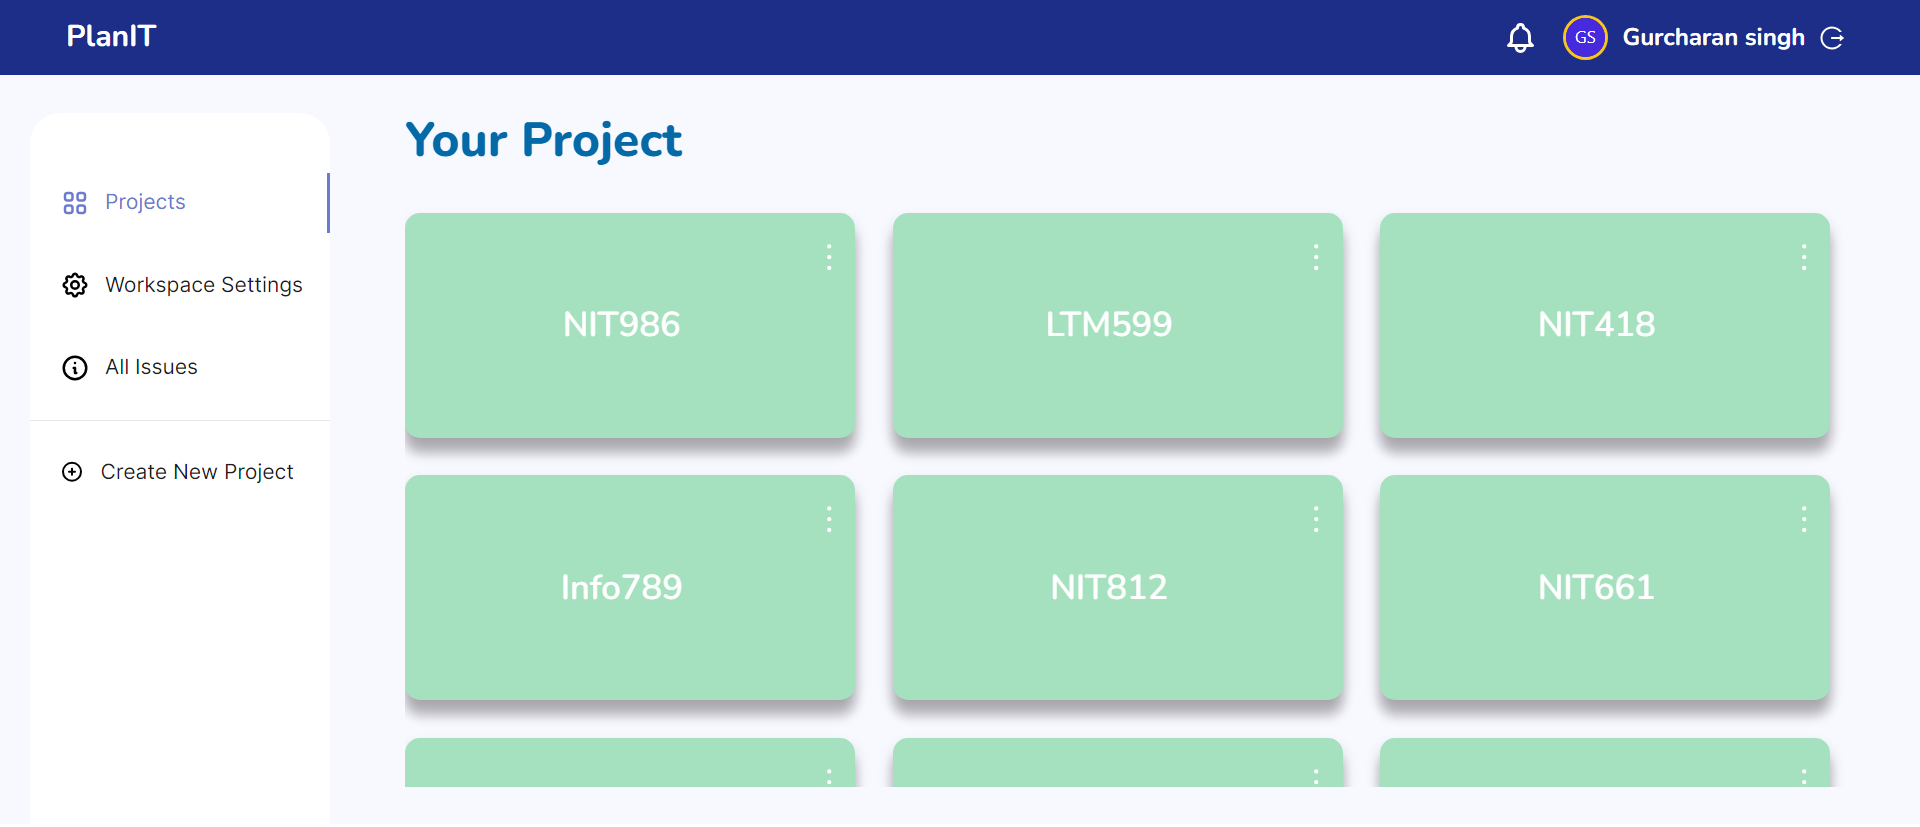 PlanIT
GS Gurcharan singh
Your Project
Projects
Workspace Settings
All Issues
Create New Project
NIT986
LTM599
NIT418
Info789
NIT812
NIT661